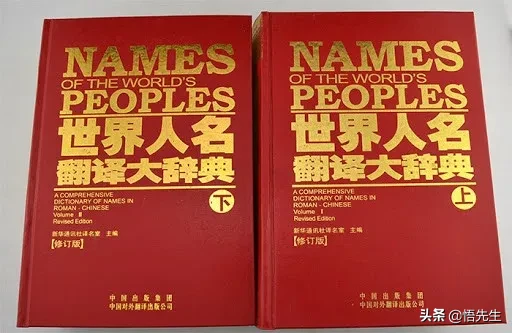 NAMES
OF THE WORLD'S
PEOPLES
世界人名
翻译大辞典
A COMPREHENSIVE
DICTIONARY OF NAMES IN
ROMAN - CHINESE
Volume Ⅱ
Revised Edition
下
新华通讯社译名室 主编
【修订版】
中国出版集团
中国对外翻译出版公司
NAMES
OF THE WORLD'S
PEOPLES
世界人名
翻译大辞典
A COMPREHENSIVE
DICTIONARY OF NAMES IN
ROMAN - CHINESE
Volume Ⅰ
Revised Edition
上
新华通讯社译名室 主编
【修订版】
中国出版集团
中国对外翻译出版公司
头条 @悟先生